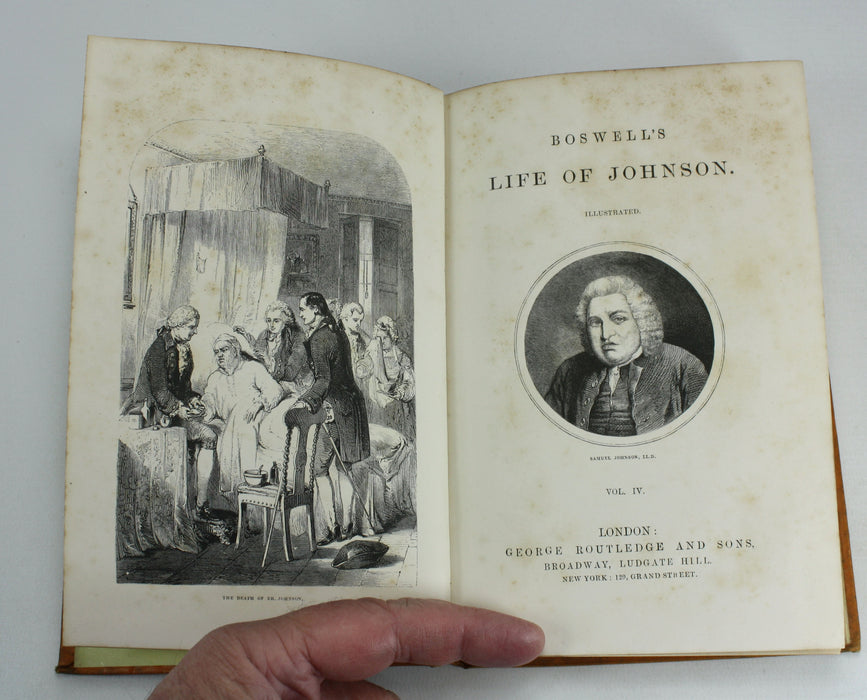 THE DEATH OF DR. JOHNSON.
BOSWELL'S
LIFE OF JOHNSON.
ILLUSTRATED.
SAMUEL JOHNSON, LL.D.
VOL. IV.
LONDON:
GEORGE ROUTLEDGE AND SONS,
BROADWAY, LUDGATE HILL.
NEW YORK: 129, GRAND STREET.